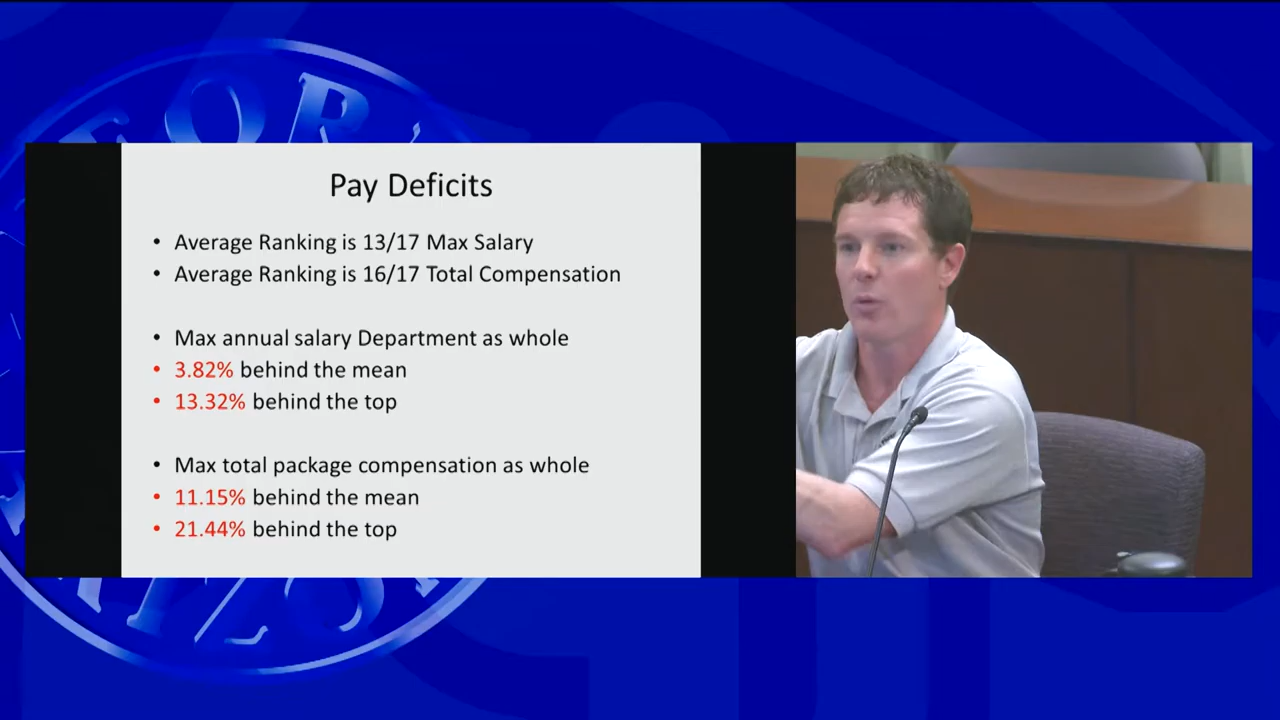 Pay Deficits
• Average Ranking is 13/17 Max Salary
• Average Ranking is 16/17 Total Compensation
• Max annual salary Department as whole
• 3.82% behind the mean
• 13.32% behind the top
• Max total package compensation as whole
• 11.15% behind the mean
• 21.44% behind the top